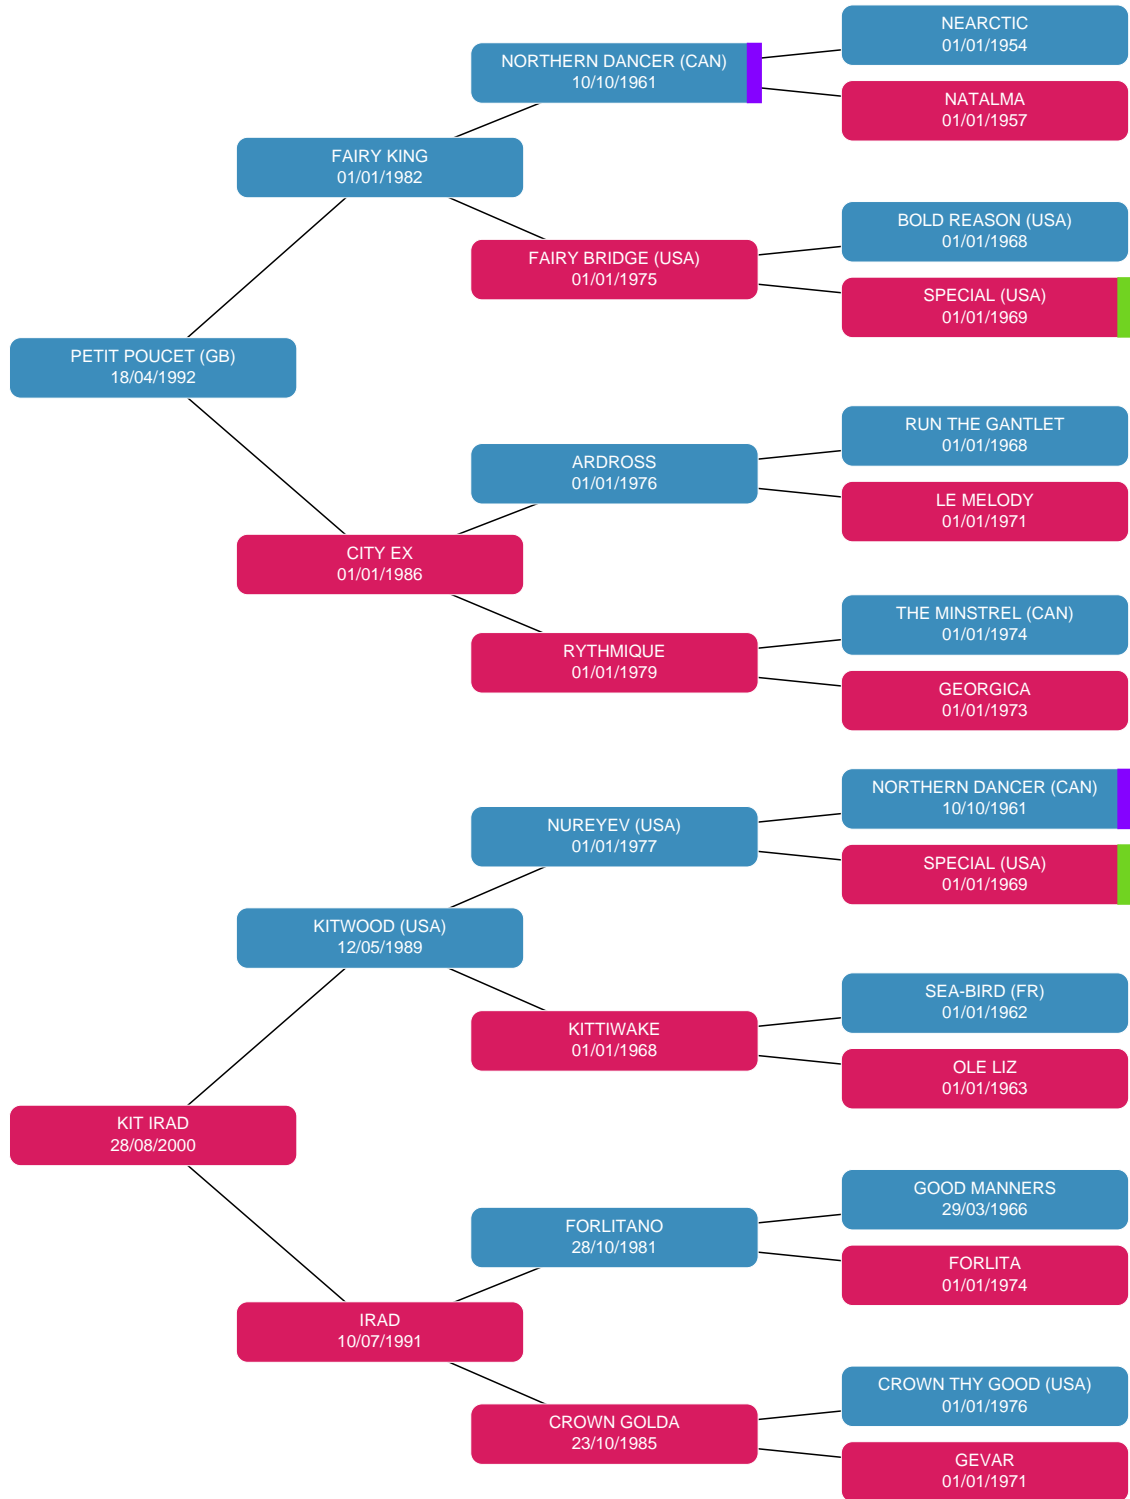 NEARCTIC
01/01/1954
NORTHERN DANCER (CAN)
10/10/1961
NATALMA
01/01/1957
FAIRY KING
01/01/1982
BOLD REASON (USA)
01/01/1968
FAIRY BRIDGE (USA)
01/01/1975
SPECIAL (USA)
01/01/1969
PETIT POUCET (GB)
18/04/1992
RUN THE GANTLET
01/01/1968
ARDROSS
01/01/1976
LE MELODY
01/01/1971
CITY EX
01/01/1986
THE MINSTREL (CAN)
01/01/1974
RYTHMIQUE
01/01/1979
GEORGICA
01/01/1973
NORTHERN DANCER (CAN)
10/10/1961
NUREYEV (USA)
01/01/1977
SPECIAL (USA)
01/01/1969
KITWOOD (USA)
12/05/1989
SEA-BIRD (FR)
01/01/1962
KITTIWAKE
01/01/1968
OLE LIZ
01/01/1963
KIT IRAD
28/08/2000
GOOD MANNERS
29/03/1966
FORLITANO
28/10/1981
FORLITA
01/01/1974
IRAD
10/07/1991
CROWN THY GOOD (USA)
01/01/1976
CROWN GOLDA
23/10/1985
GEVAR
01/01/1971